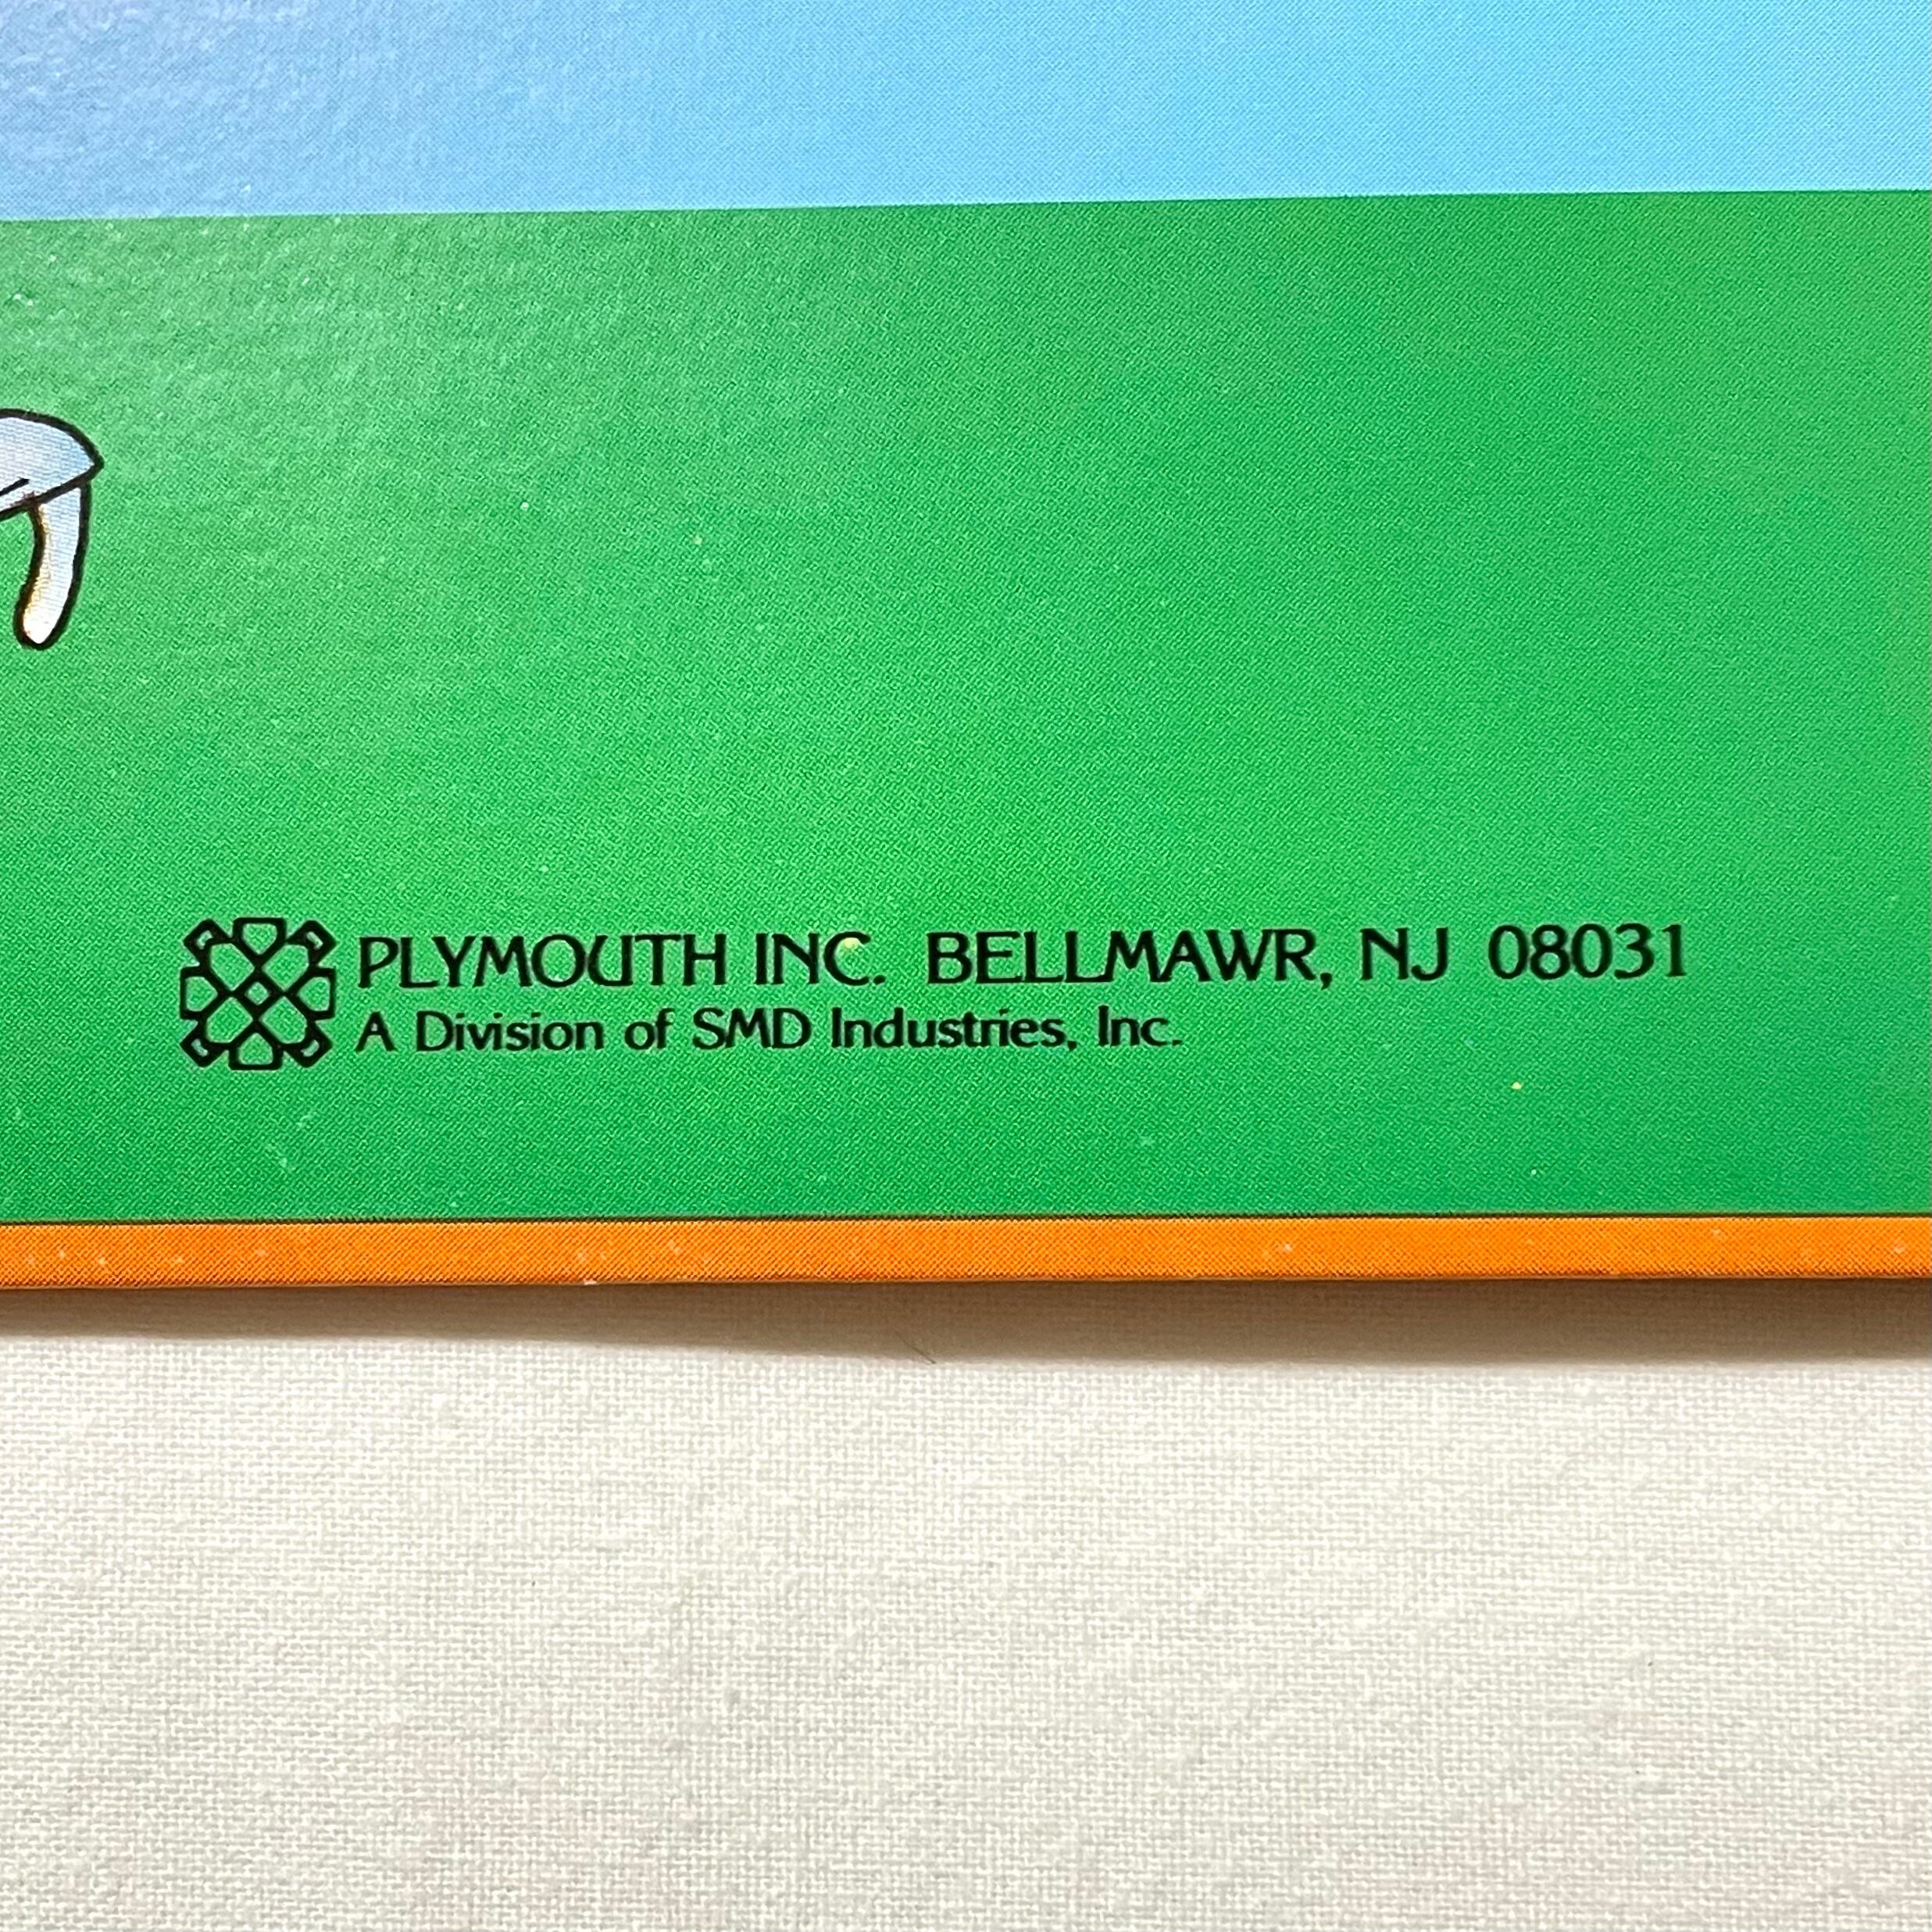 PLYMOUTH INC. BELLMAWR, NJ 08031
A Division of SMD Industries, Inc.